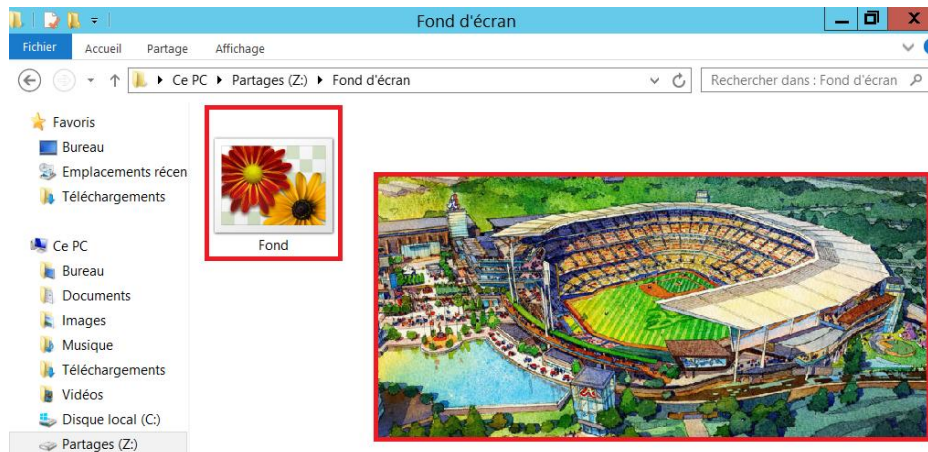 Fond d'écran
Fichier Accueil Partage Affichage
Ce PC Partages (Z:) Fond d'écran Rechercher dans : Fond d'écran
Favoris
Bureau
Emplacements récen
Téléchargements
Fond
Ce PC
Bureau
Documents
Images
Musique
Téléchargements
Vidéos
Disque local (C:)
Partages (Z:)